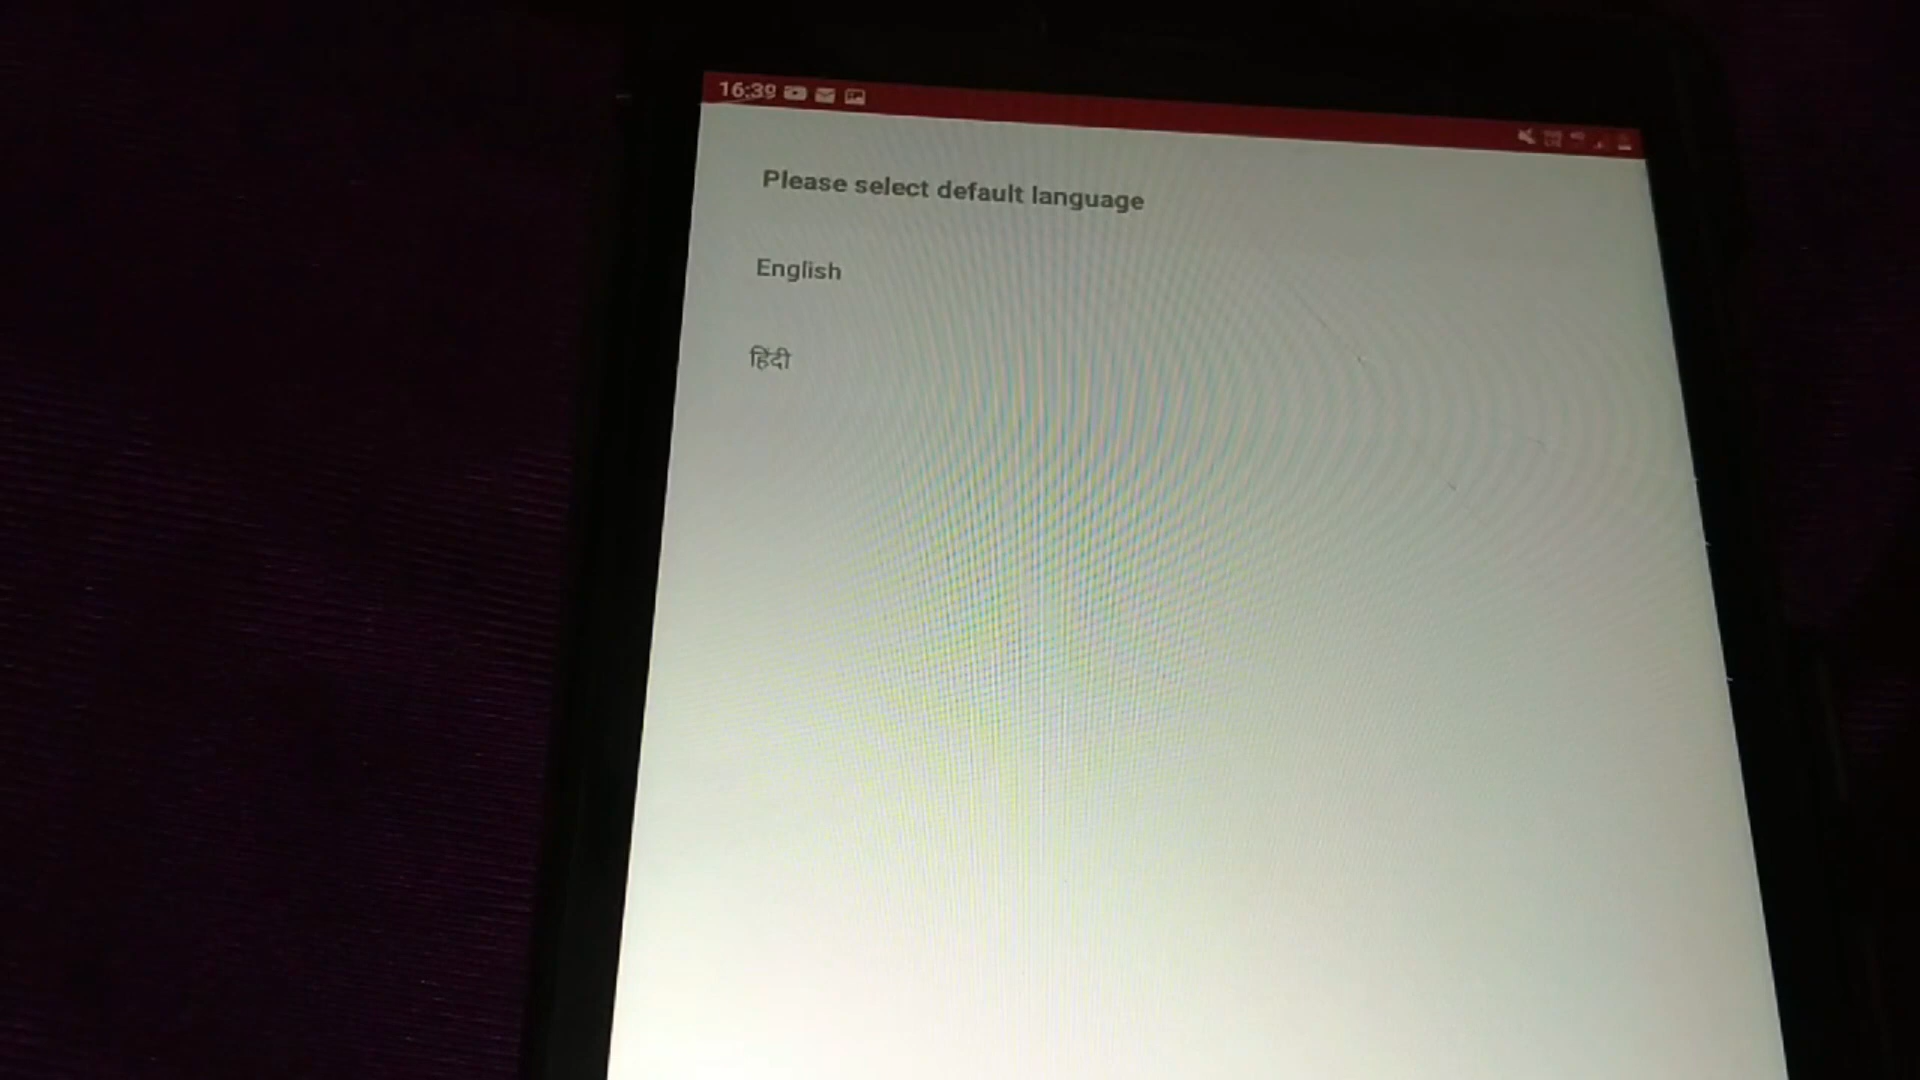 16:39
Please select default language
English
हिंदी